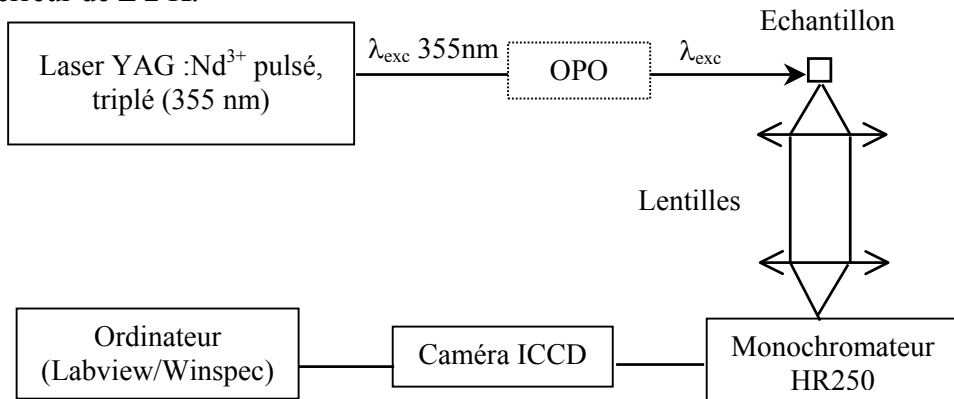 Echantillon
Laser YAG :Nd³⁺ pulsé,
triplé (355 nm)
λexc 355nm
OPO
λexc
Lentilles
Ordinateur
(Labview/Winspec)
Caméra ICCD
Monochromateur
HR250